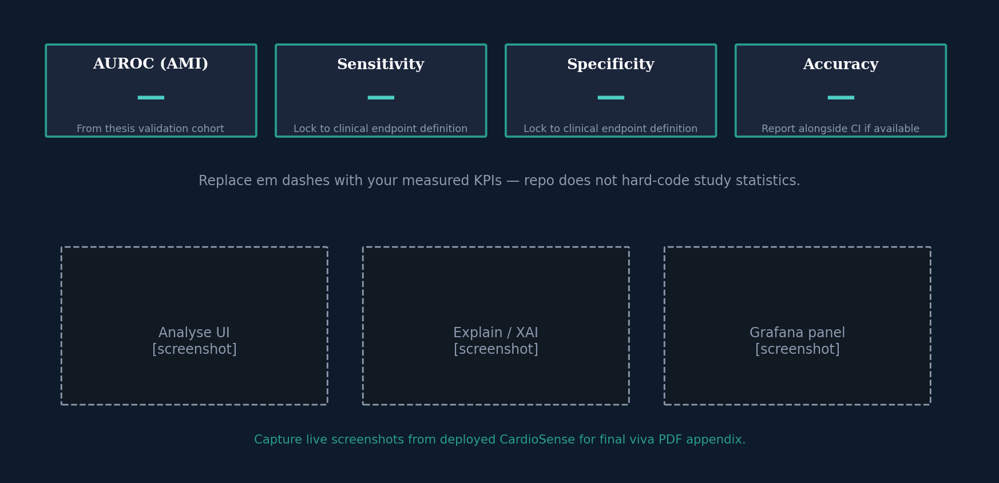 AUROC (AMI)
—
From thesis validation cohort
Sensitivity
—
Lock to clinical endpoint definition
Specificity
—
Lock to clinical endpoint definition
Accuracy
—
Report alongside CI if available
Replace em dashes with your measured KPIs — repo does not hard-code study statistics.
Analyse UI
[screenshot]
Explain / XAI
[screenshot]
Grafana panel
[screenshot]
Capture live screenshots from deployed CardioSense for final viva PDF appendix.